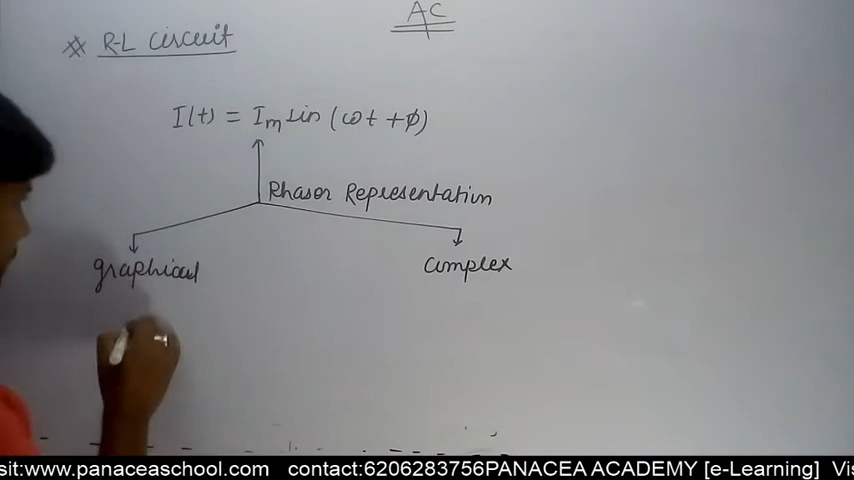 AC
* R-L circuit
I(t) = Im sin (ωt + φ)
Phasor Representation
graphical
complex
sit:www.panaceaschool.com contact:6206283756PANACEA ACADEMY [e-Learning] Vis